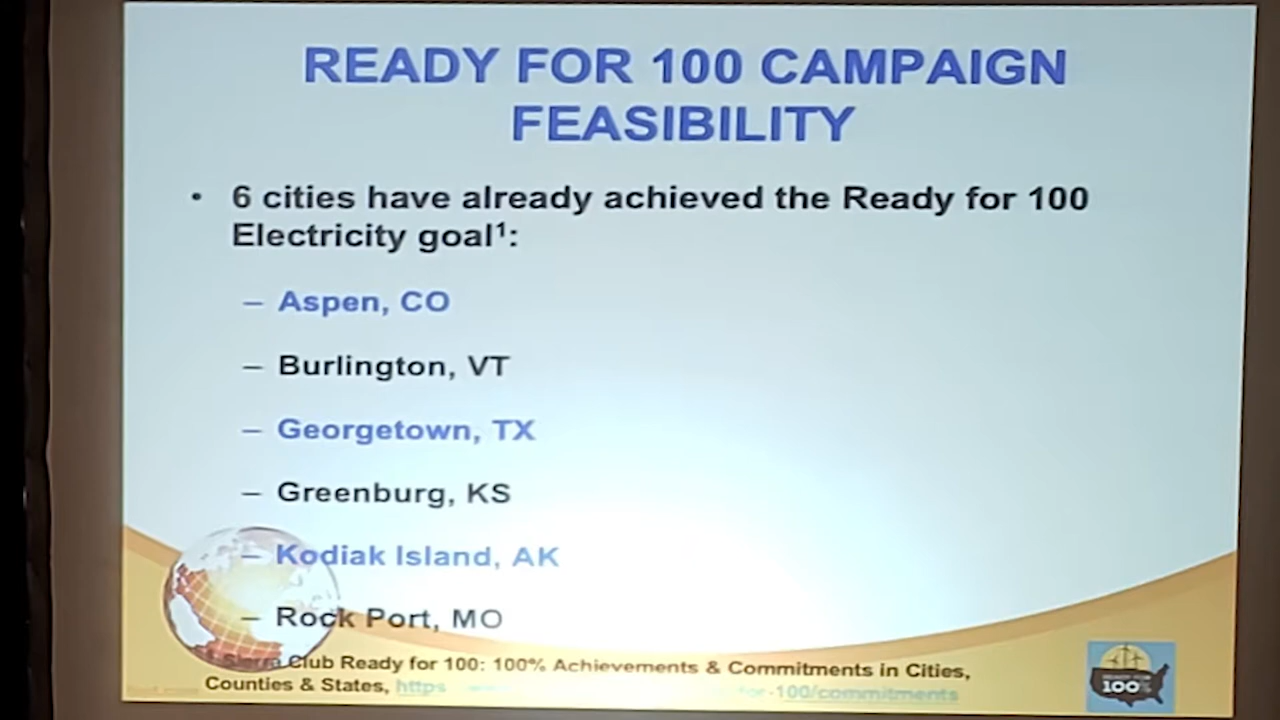 READY FOR 100 CAMPAIGN
FEASIBILITY
• 6 cities have already achieved the Ready for 100
Electricity goal¹:
– Aspen, CO
– Burlington, VT
– Georgetown, TX
– Greenburg, KS
– Kodiak Island, AK
– Rock Port, MO
Sierra Club Ready for 100: 100% Achievements & Commitments in Cities,
Counties & States, https -100/commitments
READY FOR
100%